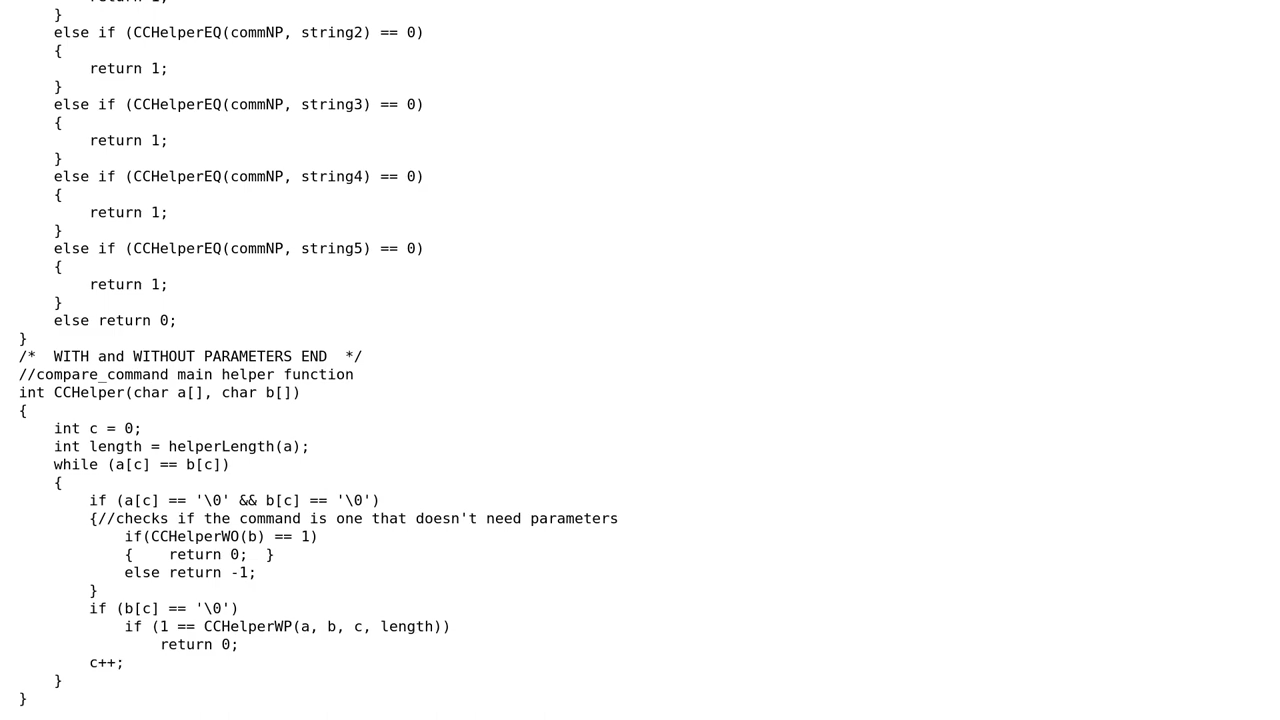 return 1;
}
else if (CCHelperEQ(commNP, string2) == 0)
{
return 1;
}
else if (CCHelperEQ(commNP, string3) == 0)
{
return 1;
}
else if (CCHelperEQ(commNP, string4) == 0)
{
return 1;
}
else if (CCHelperEQ(commNP, string5) == 0)
{
return 1;
}
else return 0;
}
/*  WITH and WITHOUT PARAMETERS END  */
//compare_command main helper function
int CCHelper(char a[], char b[])
{
int c = 0;
int length = helperLength(a);
while (a[c] == b[c])
{
if (a[c] == '\0' && b[c] == '\0')
{//checks if the command is one that doesn't need parameters
if(CCHelperWO(b) == 1)
{    return 0;  }
else return -1;
}
if (b[c] == '\0')
if (1 == CCHelperWP(a, b, c, length))
return 0;
c++;
}
}